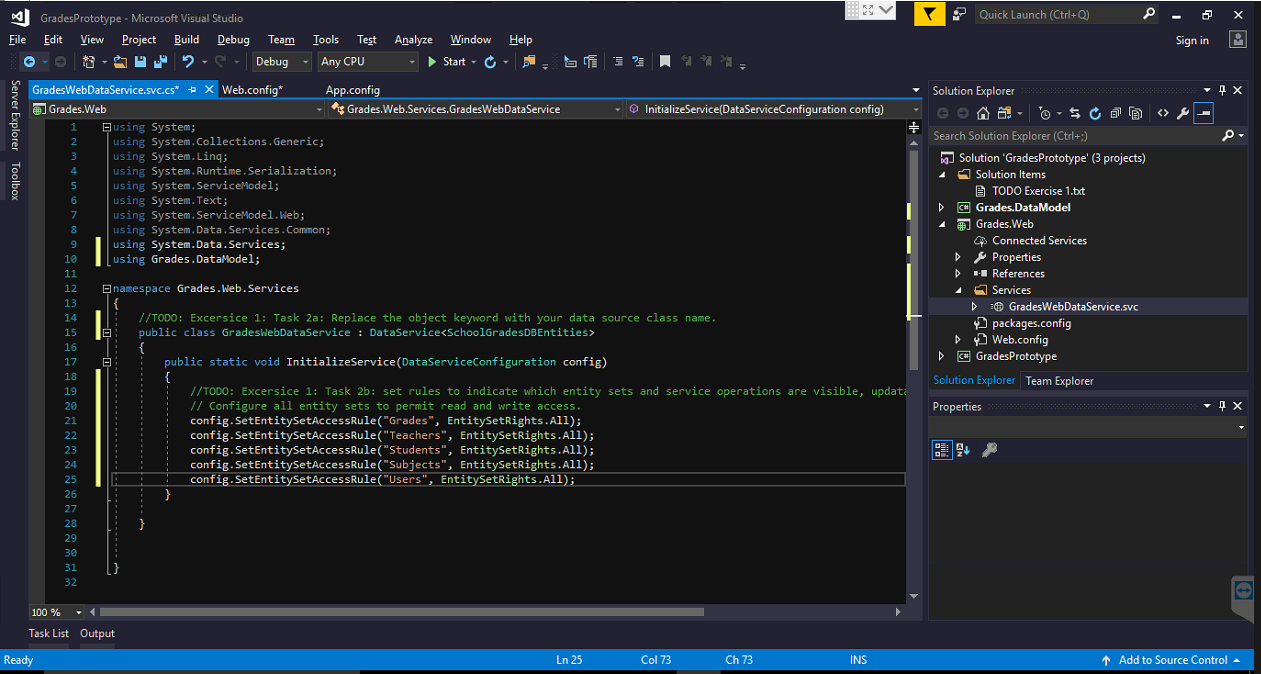 GradesPrototype - Microsoft Visual Studio
Quick Launch (Ctrl+Q)
File Edit View Project Build Debug Team Tools Test Analyze Window Help
Sign in
Debug Any CPU Start
Server Explorer
Toolbox
GradesWebDataService.svc.cs* Web.config* App.config
Grades.Web Grades.Web.Services.GradesWebDataService InitializeService(DataServiceConfiguration config)
1 using System;
2 using System.Collections.Generic;
3 using System.Linq;
4 using System.Runtime.Serialization;
5 using System.ServiceModel;
6 using System.Text;
7 using System.ServiceModel.Web;
8 using System.Data.Services.Common;
9 using System.Data.Services;
10 using Grades.DataModel;
11
12 namespace Grades.Web.Services
13 {
14 //TODO: Excersice 1: Task 2a: Replace the object keyword with your data source class name.
15 public class GradesWebDataService : DataService<SchoolGradesDBEntities>
16 {
17 public static void InitializeService(DataServiceConfiguration config)
18 {
19 //TODO: Excersice 1: Task 2b: set rules to indicate which entity sets and service operations are visible, updata
20 // Configure all entity sets to permit read and write access.
21 config.SetEntitySetAccessRule("Grades", EntitySetRights.All);
22 config.SetEntitySetAccessRule("Teachers", EntitySetRights.All);
23 config.SetEntitySetAccessRule("Students", EntitySetRights.All);
24 config.SetEntitySetAccessRule("Subjects", EntitySetRights.All);
25 config.SetEntitySetAccessRule("Users", EntitySetRights.All);
26 }
27
28 }
29
30
31 }
32
100 %
Solution Explorer
Search Solution Explorer (Ctrl+;)
Solution 'GradesPrototype' (3 projects)
Solution Items
TODO Exercise 1.txt
Grades.DataModel
Grades.Web
Connected Services
Properties
References
Services
GradesWebDataService.svc
packages.config
Web.config
GradesPrototype
Solution Explorer Team Explorer
Properties
Task List Output
Ready Ln 25 Col 73 Ch 73 INS Add to Source Control